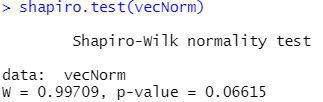 > shapiro.test(vecNorm)
Shapiro-Wilk normality test
data:  vecNorm
W = 0.99709, p-value = 0.06615